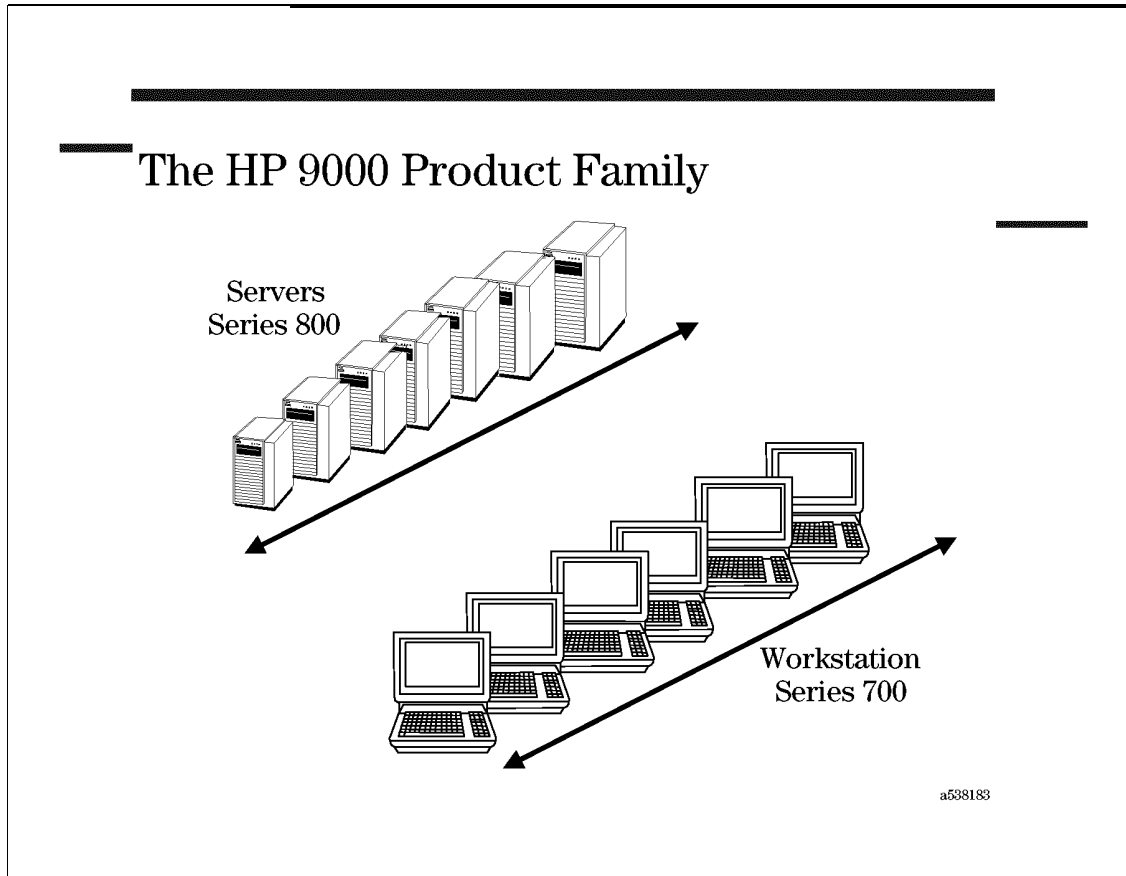 The HP 9000 Product Family
Servers
Series 800
Workstation
Series 700
a538183